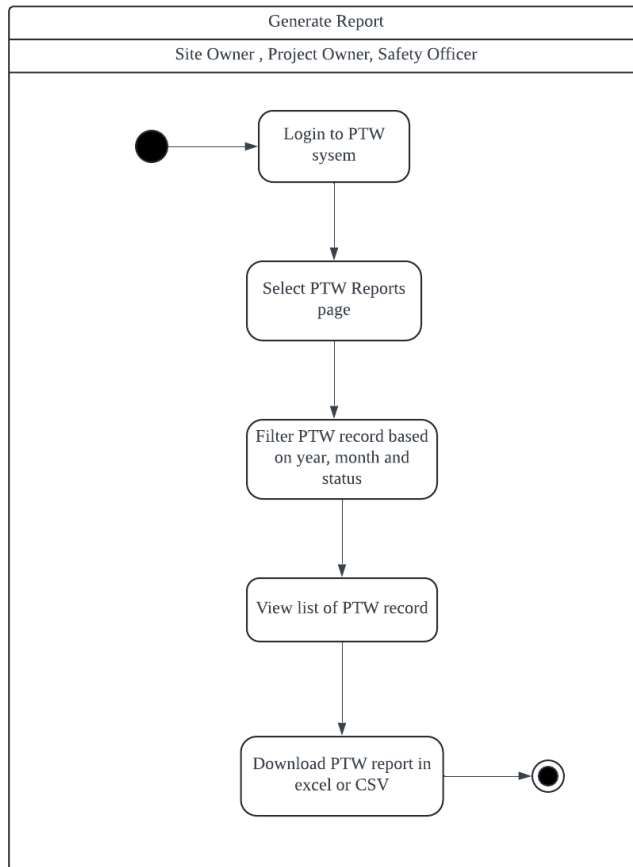 Generate Report
Site Owner , Project Owner, Safety Officer
Login to PTW
sysem
Select PTW Reports
page
Filter PTW record based
on year, month and
status
View list of PTW record
Download PTW report in
excel or CSV